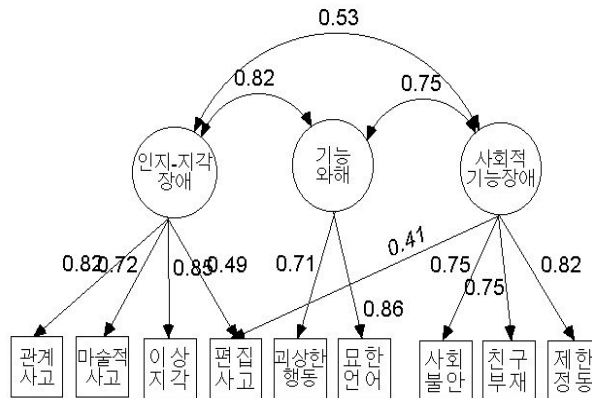 0.53
0.82
0.75
인지-지각
장애
기능
와해
사회적
기능장애
0.82
0.72
0.85
0.49
0.71
0.86
0.41
0.75
0.75
0.82
관계
사고
마술적
사고
이상
지각
편집
사고
괴상한
행동
묘한
언어
사회
불안
친구
부재
제한
정동